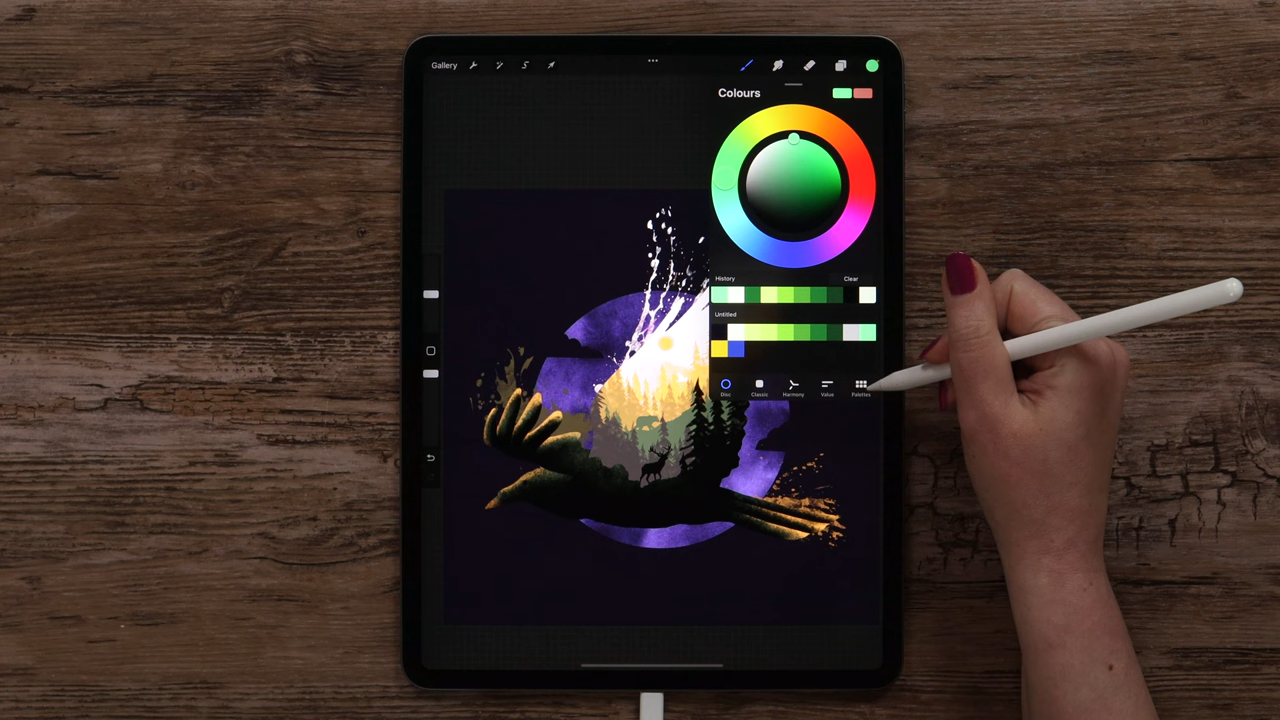 Gallery
Colours
History Clear
Untitled
Disc Classic Harmony Value Palettes